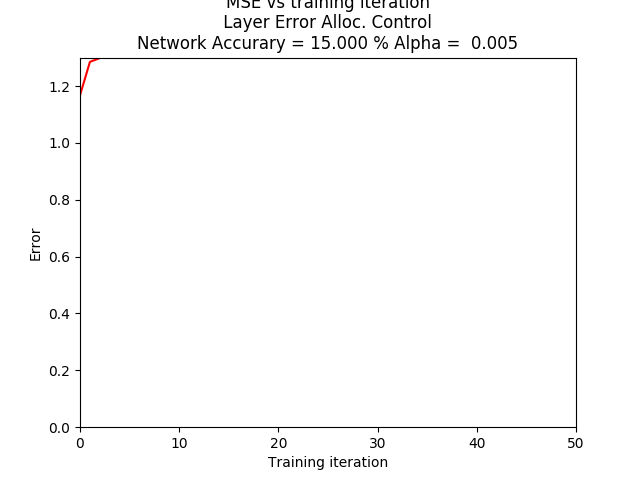 MSE vs training iteration
Layer Error Alloc. Control
Network Accurary = 15.000 % Alpha =  0.005
1.2
1.0
0.8
0.6
0.4
0.2
0.0
Error
0 10 20 30 40 50
Training iteration